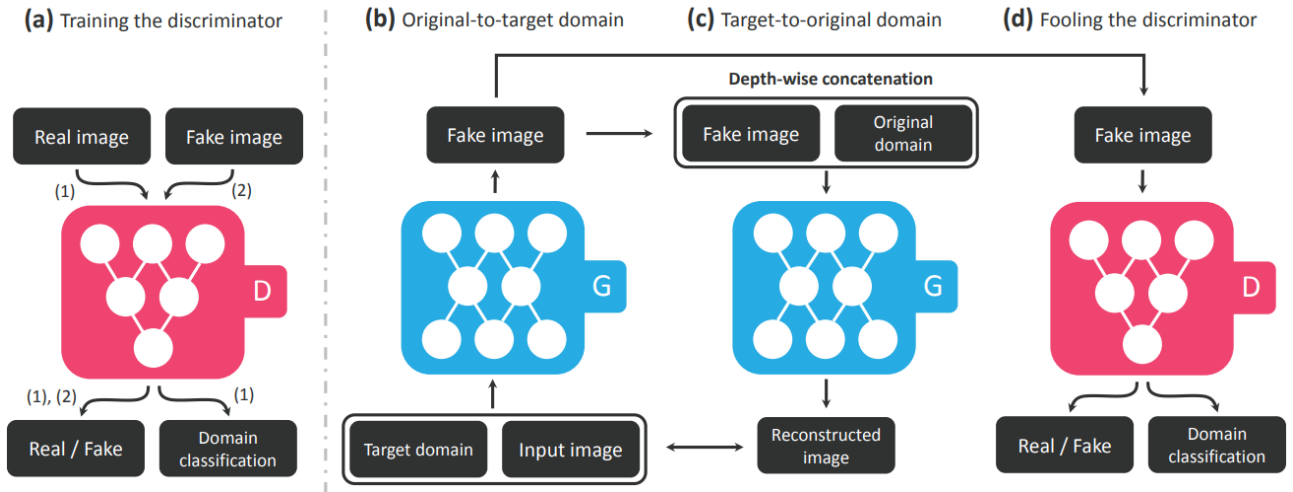 (a) Training the discriminator
(b) Original-to-target domain
(c) Target-to-original domain
(d) Fooling the discriminator
Depth-wise concatenation
Real image
Fake image
(1)
(2)
D
(1), (2)
(1)
Real / Fake
Domain
classification
Fake image
G
Target domain
Input image
Fake image
Original
domain
G
Reconstructed
image
Fake image
D
Real / Fake
Domain
classification